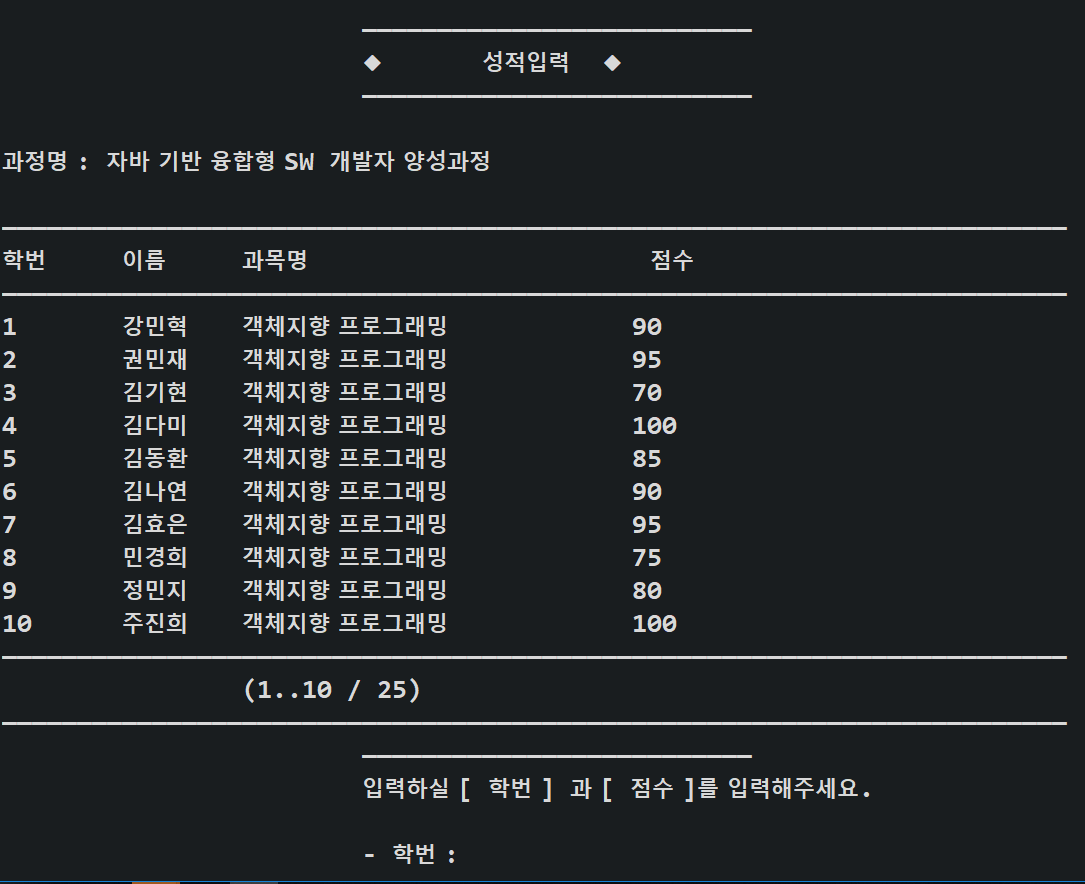 ◆ 성적입력 ◆
과정명 : 자바 기반 융합형 SW 개발자 양성과정
학번 이름 과목명 점수
1 강민혁 객체지향 프로그래밍 90
2 권민재 객체지향 프로그래밍 95
3 김기현 객체지향 프로그래밍 70
4 김다미 객체지향 프로그래밍 100
5 김동환 객체지향 프로그래밍 85
6 김나연 객체지향 프로그래밍 90
7 김효은 객체지향 프로그래밍 95
8 민경희 객체지향 프로그래밍 75
9 정민지 객체지향 프로그래밍 80
10 주진희 객체지향 프로그래밍 100
(1..10 / 25)
입력하실 [ 학번 ] 과 [ 점수 ]를 입력해주세요.
- 학번 :